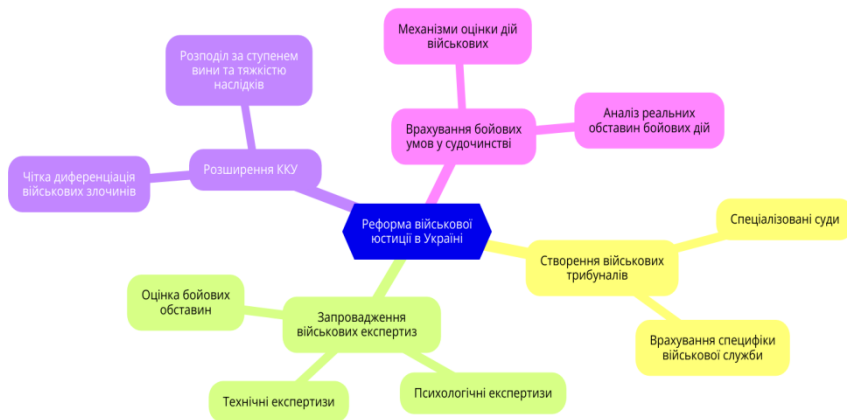 Механізми оцінки дій
військових
Розподіл за ступенем
вини та тяжкістю
наслідків
Аналіз реальних
обставин бойових дій
Врахування бойових
умов у судочинстві
Розширення ККУ
Чітка диференціація
військових злочинів
Реформа військової
юстиції в Україні
Спеціалізовані суди
Створення військових
трибуналів
Оцінка бойових
обставин
Запровадження
військових експертиз
Врахування специфіки
військової служби
Технічні експертизи
Психологічні експертизи